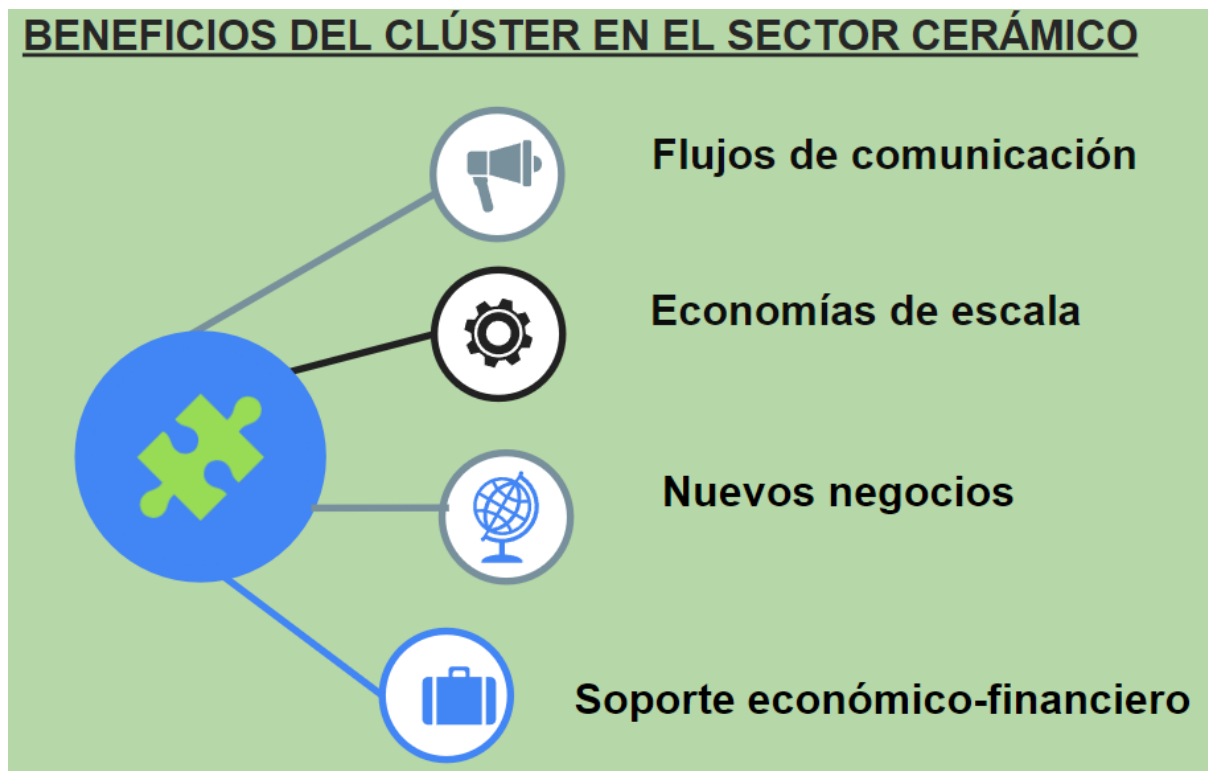 BENEFICIOS DEL CLÚSTER EN EL SECTOR CERÁMICO
Flujos de comunicación
Economías de escala
Nuevos negocios
Soporte económico-financiero